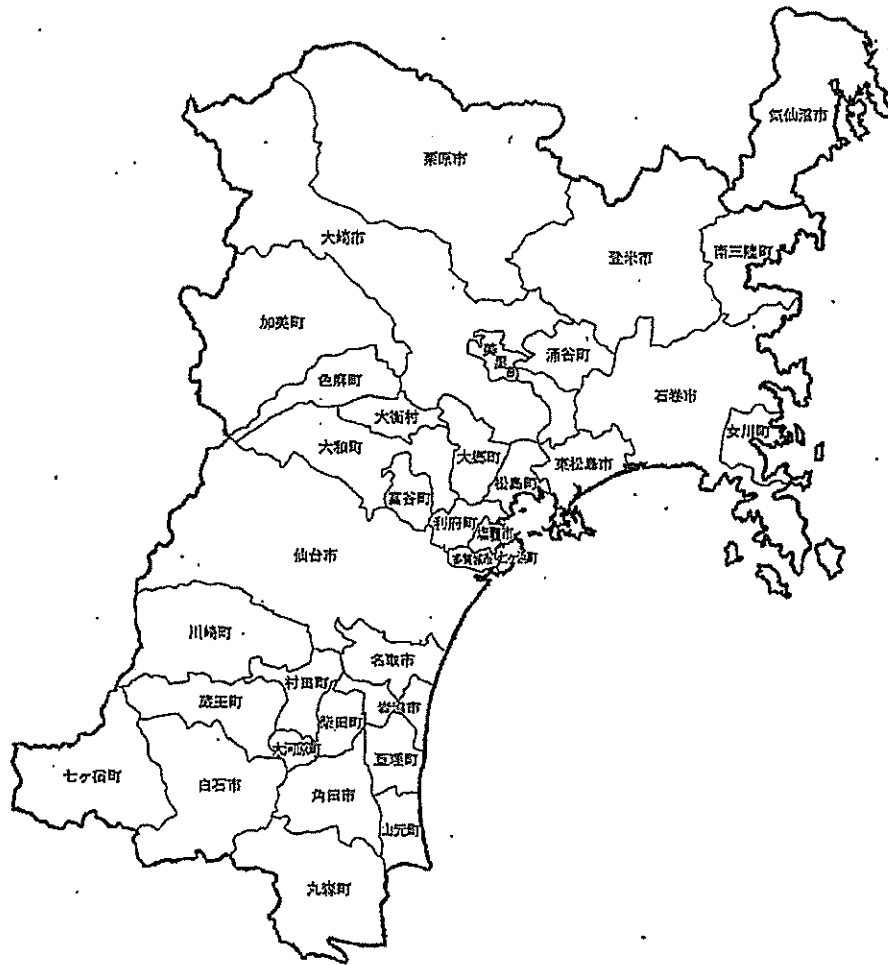 気仙沼市
栗原市
大崎市
登米市
南三陸町
加美町
美里町
涌谷町
色麻町
石巻市
大衡村
女川町
大和町
大郷町
東松島市
松島町
富谷町
利府町
塩竈市
多賀城市
七ヶ浜町
仙台市
川崎町
名取市
村田町
蔵王町
岩沼市
柴田町
大河原町
亘理町
七ヶ宿町
白石市
角田市
山元町
丸森町